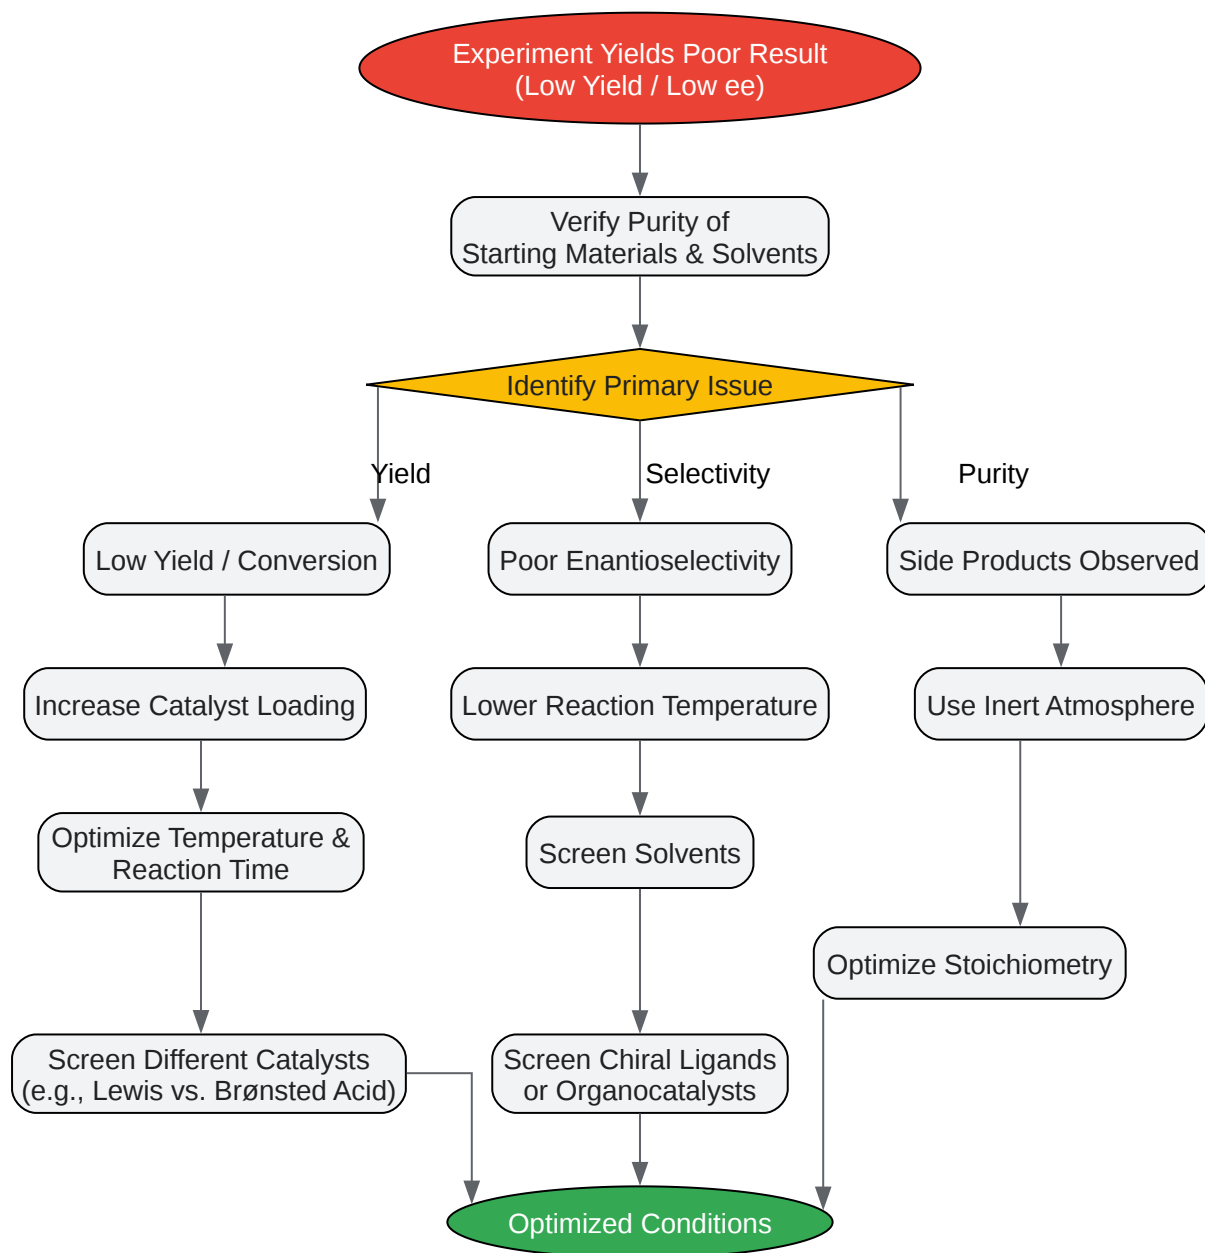 Experiment Yields Poor Result
(Low Yield / Low ee)
Verify Purity of
Starting Materials & Solvents
Identify Primary Issue
Yield
Selectivity
Purity
Low Yield / Conversion
Poor Enantioselectivity
Side Products Observed
Increase Catalyst Loading
Lower Reaction Temperature
Use Inert Atmosphere
Optimize Temperature &
Reaction Time
Screen Solvents
Optimize Stoichiometry
Screen Different Catalysts
(e.g., Lewis vs. Brønsted Acid)
Screen Chiral Ligands
or Organocatalysts
Optimized Conditions